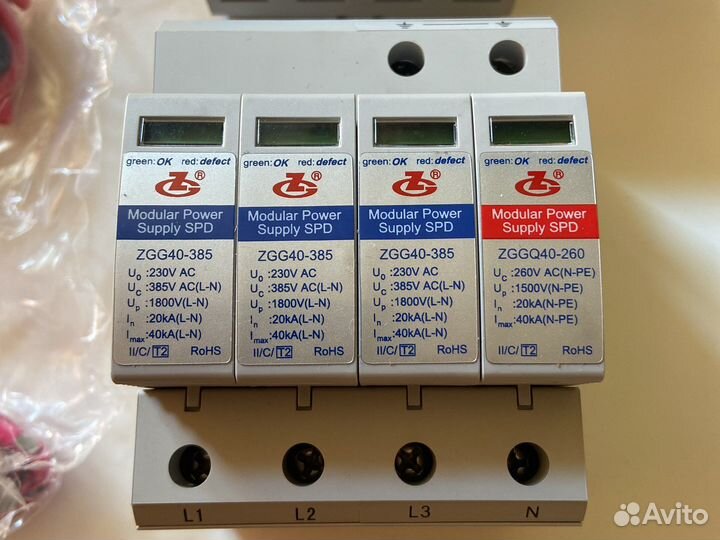 green:OK red:defect
ZG®
Modular Power
Supply SPD
ZGG40-385
U0 :230V AC
Uc :385V AC(L-N)
Up :1800V(L-N)
In :20kA(L-N)
Imax:40kA(L-N)
II/C/ T2 RoHS
green:OK red:defect
ZG®
Modular Power
Supply SPD
ZGG40-385
U0 :230V AC
Uc :385V AC(L-N)
Up :1800V(L-N)
In :20kA(L-N)
Imax:40kA(L-N)
II/C/ T2 RoHS
green:OK red:defect
ZG®
Modular Power
Supply SPD
ZGG40-385
U0 :230V AC
Uc :385V AC(L-N)
Up :1800V(L-N)
In :20kA(L-N)
Imax:40kA(L-N)
II/C/ T2 RoHS
green:OK red:defect
ZG®
Modular Power
Supply SPD
ZGGQ40-260
Uc :260V AC(N-PE)
Up :1500V(N-PE)
In :20kA(N-PE)
Imax:40kA(N-PE)
II/C/ T2 RoHS
L1 L2 L3 N
Avito